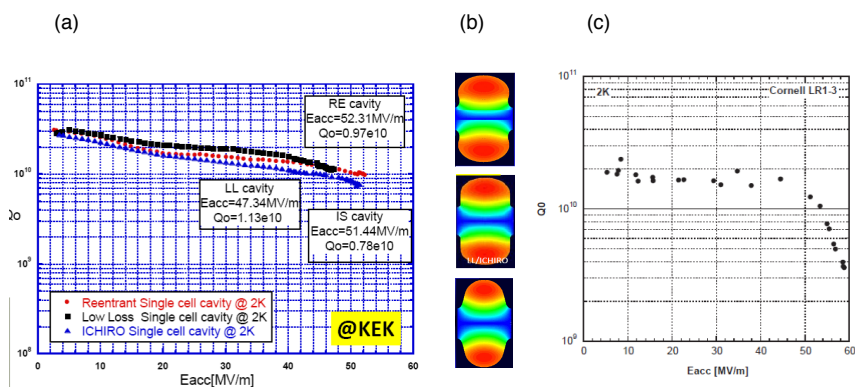 (a)
(b)
(c)
10¹¹
10¹⁰
10⁹
10⁸
Qo
RE cavity
Eacc=52.31MV/m
Qo=0.97e10
LL cavity
Eacc=47.34MV/m
Qo=1.13e10
IS cavity
Eacc=51.44MV/m
Qo=0.78e10
Reentrant Single cell cavity @ 2K
Low Loss Single cell cavity @ 2K
ICHIRO Single cell cavity @ 2K
@KEK
0 10 20 30 40 50 60
Eacc[MV/m]
LL/ICHIRO
10¹¹
10¹⁰
10⁹
Q0
2K
Cornell LR1-3
0 10 20 30 40 50 60
Eacc [MV/m]